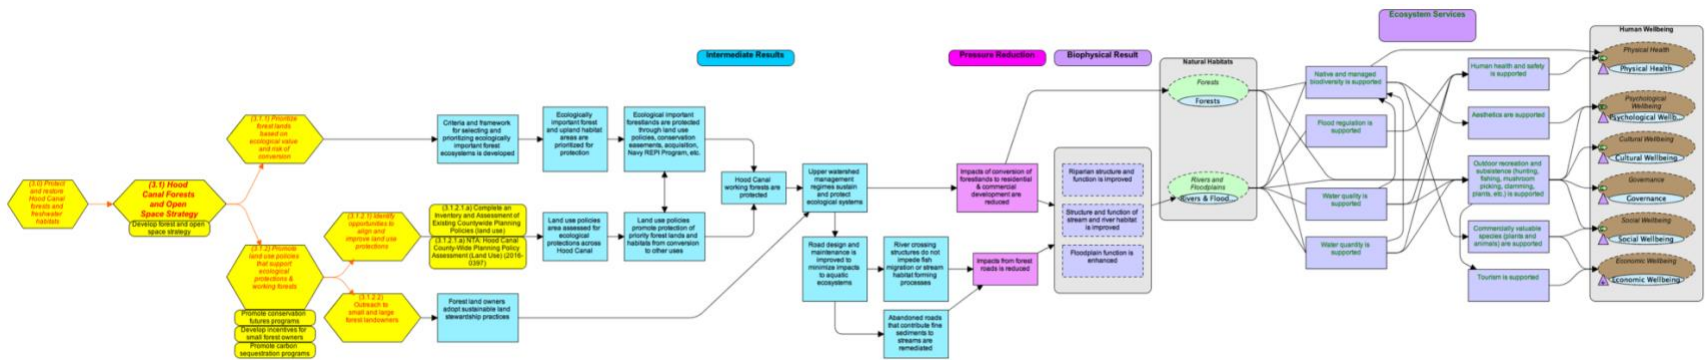 Ecosystem Services
Intermediate Results
Pressure Reduction
Biophysical Result
Human Wellbeing
Natural Habitats
(3.0) Protect
and restore
Hood Canal
forests and
freshwater
habitats
(3.1) Hood
Canal Forests
and Open
Space Strategy
Develop forest and open
space strategy
(3.1.1) Prioritize
forest lands
based on
ecological value
and risk of
conversion
(3.1.2) Promote
land use policies
that support
ecological
protections &
working forests
Promote conservation
futures programs
Develop incentives for
small forest owners
Promote carbon
sequestration programs
(3.1.2.1) Identify
opportunities to
align and
improve land use
protections
(3.1.2.2)
Outreach to
small and large
forest landowners
(3.1.2.1.a) Complete an
Inventory and Assessment of
Existing Countywide Planning
Policies (land use)
(3.1.2.1.a) NTA: Hood Canal
County-Wide Planning Policy
Assessment (Land Use) (2016-
0397)
Criteria and framework
for selecting and
prioritizing ecologically
important forest
ecosystems is developed
Ecologically
important forest
and upland habitat
areas are
prioritized for
protection
Ecological important
forestlands are protected
through land use
policies, conservation
easements, acquisition,
Navy REPI Program, etc.
Land use policies
area assessed for
ecological
protections across
Hood Canal
Land use policies
promote protection of
priority forest lands and
habitats from conversion
to other uses
Forest land owners
adopt sustainable land
stewardship practices
Hood Canal
working forests are
protected
Upper watershed
management
regimes sustain and
protect
ecological systems
Road design and
maintenance is
improved to
minimize impacts
to aquatic
ecosystems
River crossing
structures do not
impede fish
migration or stream
habitat forming
processes
Abandoned roads
that contribute fine
sediments to
streams are
remediated
Impacts of conversion of
forestlands to residential &
commercial
development are
reduced
Impacts from forest
roads is reduced
Riparian structure and
function is improved
Structure and function of
stream and river habitat
is improved
Floodplain function is
enhanced
Forests
Forests
Rivers and
Floodplains
Rivers & Flood...
Native and managed
biodiversity is supported
Flood regulation is
supported
Water quality is
supported
Water quantity is
supported
Human health and safety
is supported
Aesthetics are supported
Outdoor recreation and
subsistence (hunting,
fishing, mushroom
picking, clamming,
plants, etc.) is supported
Commercially valuable
species (plants and
animals) are supported
Tourism is supported
Physical Health
Physical Health
Psychological
Wellbeing
Psychological Wellb...
Cultural Wellbeing
Cultural Wellbeing
Governance
Governance
Social Wellbeing
Social Wellbeing
Economic Wellbeing
Economic Wellbeing